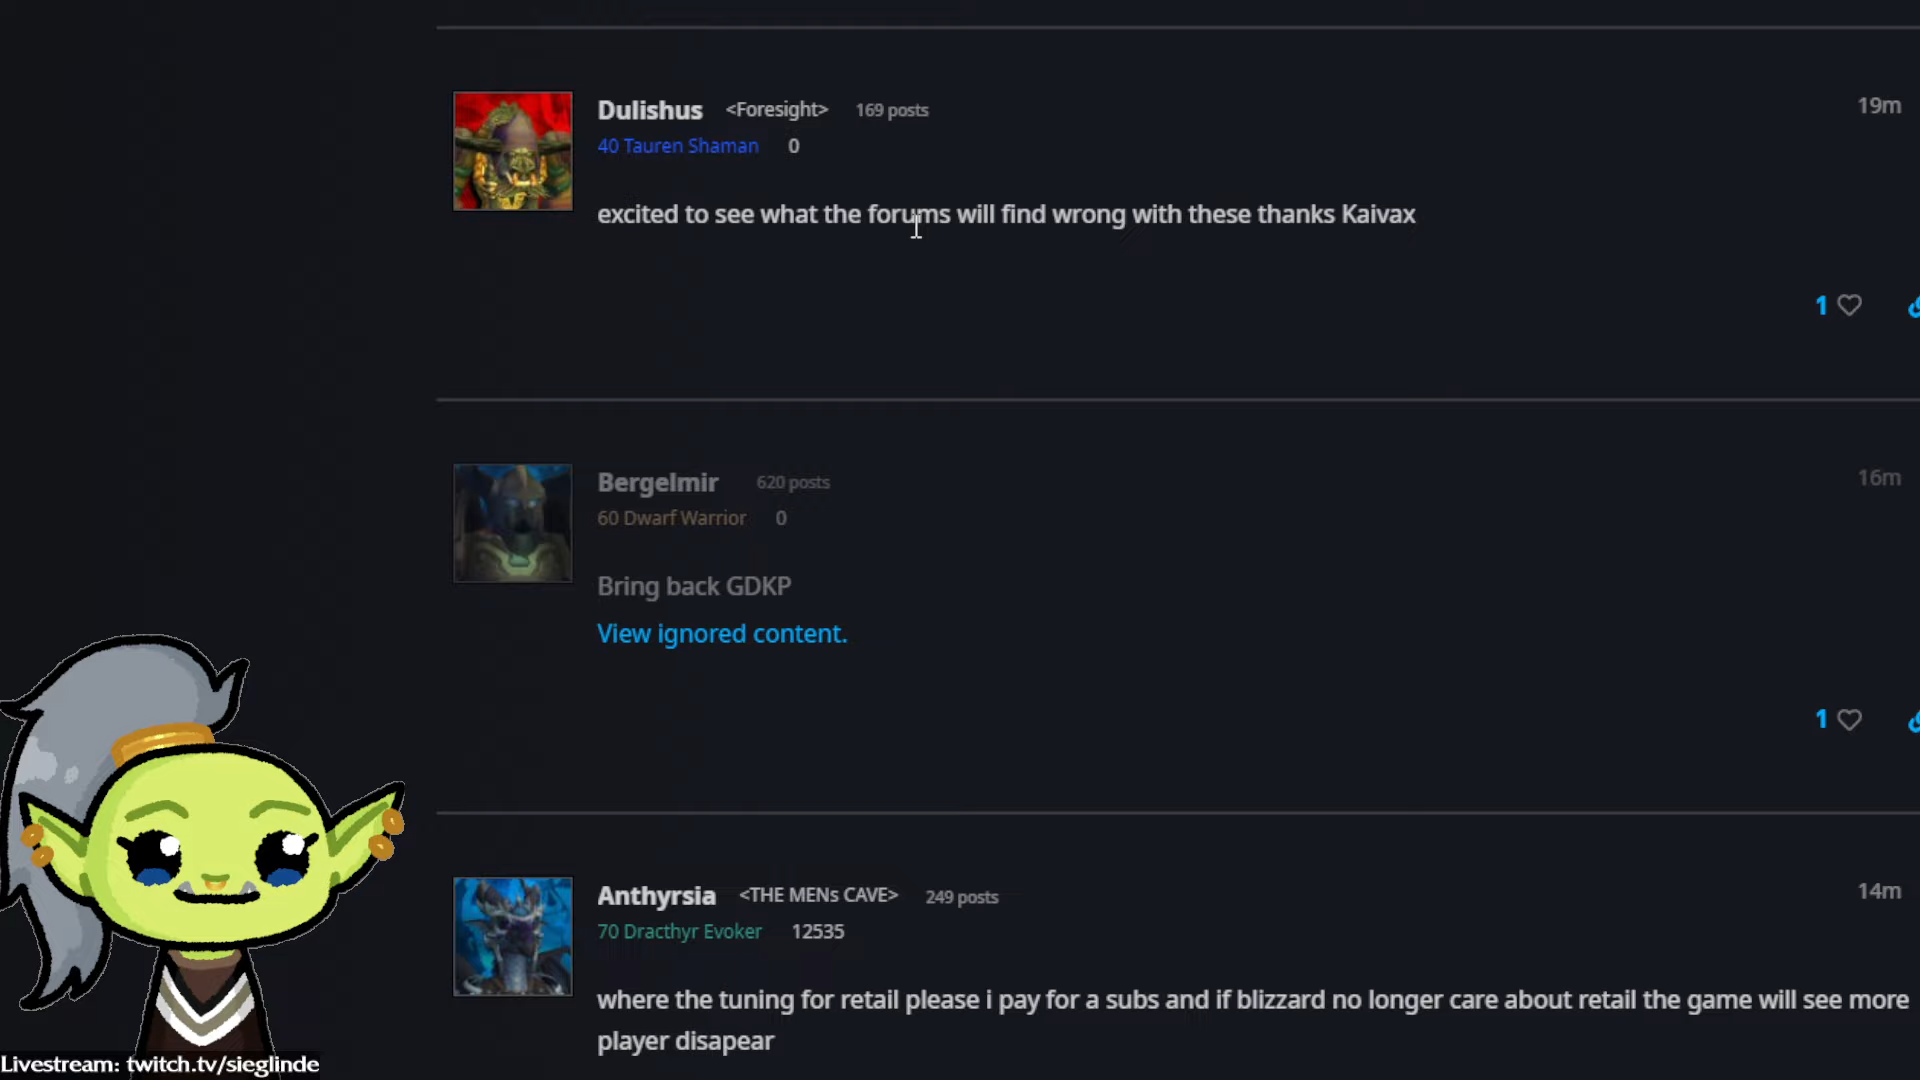 Dulishus <Foresight> 169 posts 19m
40 Tauren Shaman 0
excited to see what the forums will find wrong with these thanks Kaivax
1
Bergelmir 620 posts 16m
60 Dwarf Warrior 0
Bring back GDKP
View ignored content.
1
Anthyrsia <THE MENs CAVE> 249 posts 14m
70 Dracthyr Evoker 12535
where the tuning for retail please i pay for a subs and if blizzard no longer care about retail the game will see more
player disapear
Livestream: twitch.tv/sieglinde